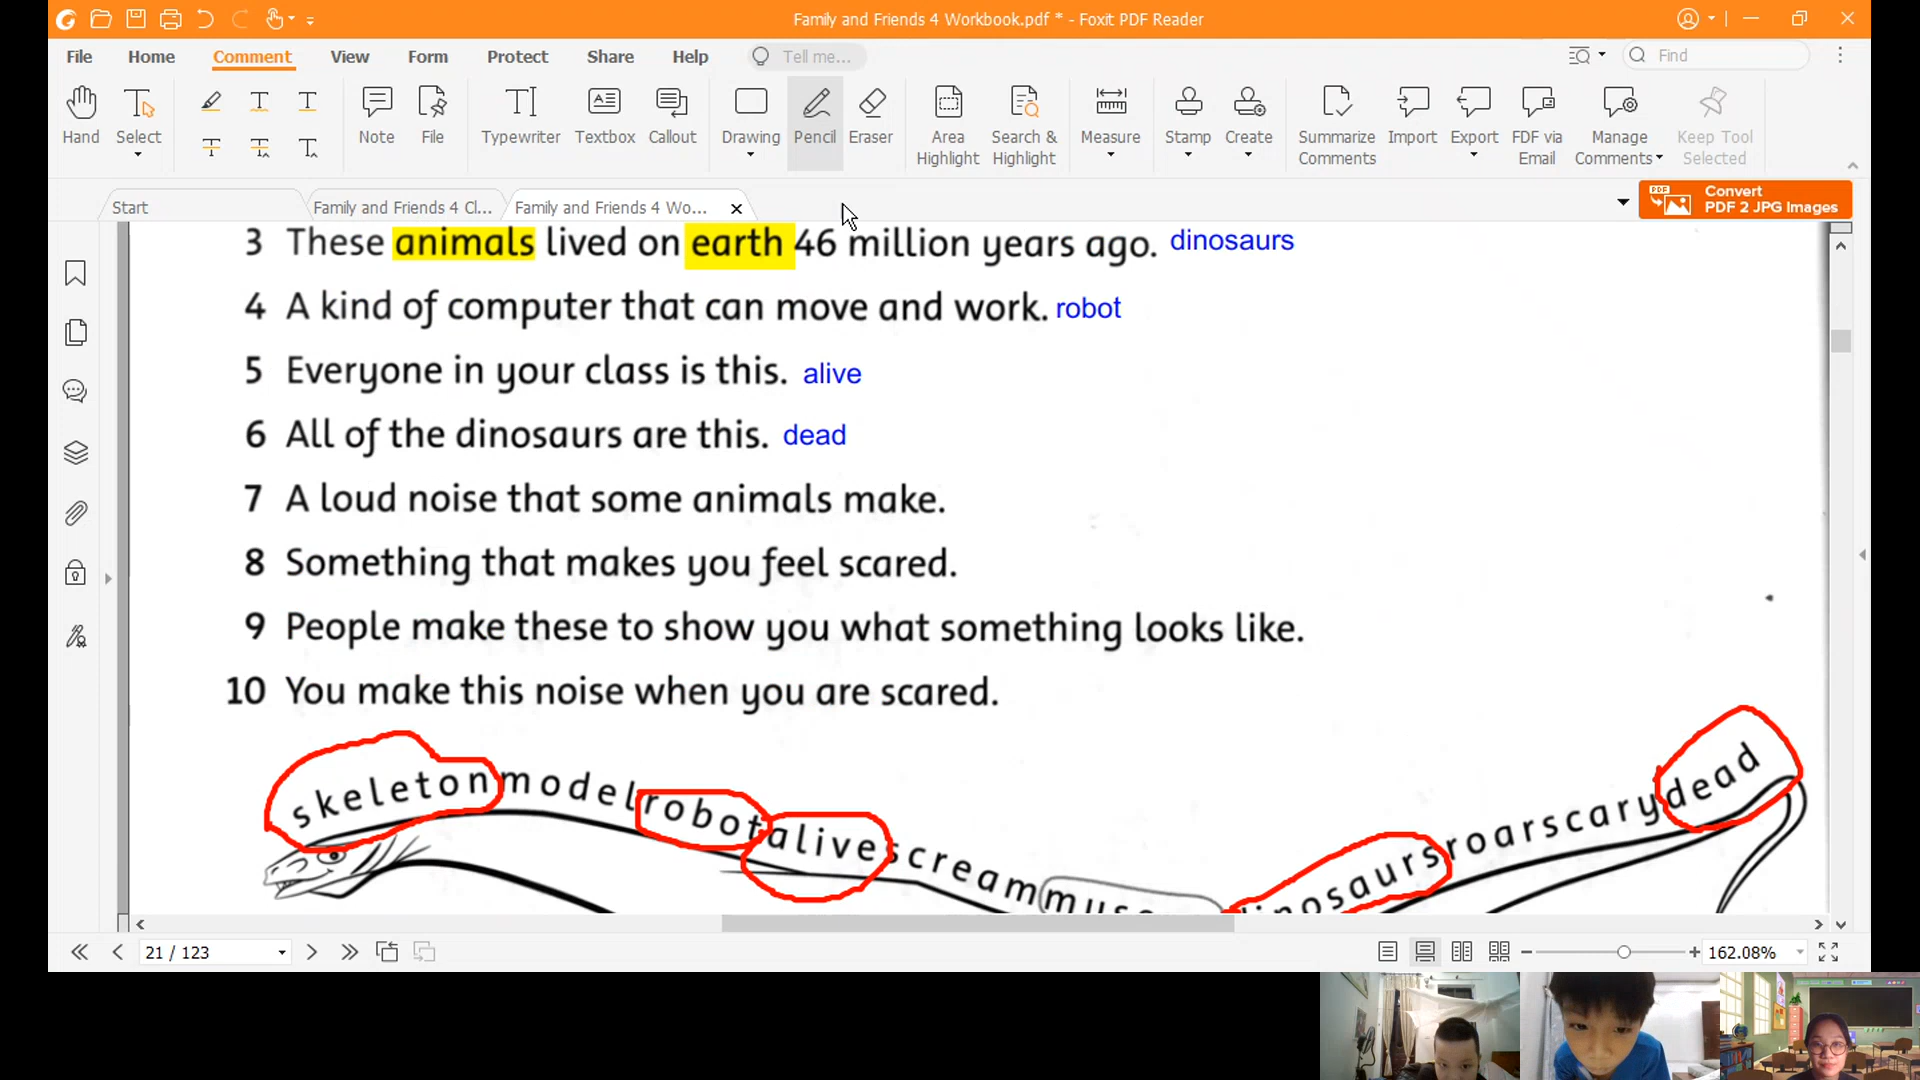 Family and Friends 4 Workbook.pdf * - Foxit PDF Reader
File Home Comment View Form Protect Share Help Tell me... Find
Hand Select Note File Typewriter Textbox Callout Drawing Pencil Eraser Area Highlight Search & Highlight Measure Stamp Create Summarize Comments Import Export PDF via Email Manage Comments Keep Tool Selected
Start Family and Friends 4 Cl... Family and Friends 4 Wo... PDF Convert PDF 2 JPG Images
3 These animals lived on earth 46 million years ago. dinosaurs
4 A kind of computer that can move and work. robot
5 Everyone in your class is this. alive
6 All of the dinosaurs are this. dead
7 A loud noise that some animals make.
8 Something that makes you feel scared.
9 People make these to show you what something looks like.
10 You make this noise when you are scared.
skeletonmodelrobotalivescreammus
inosaursroarscarydead
21 / 123 162.08%